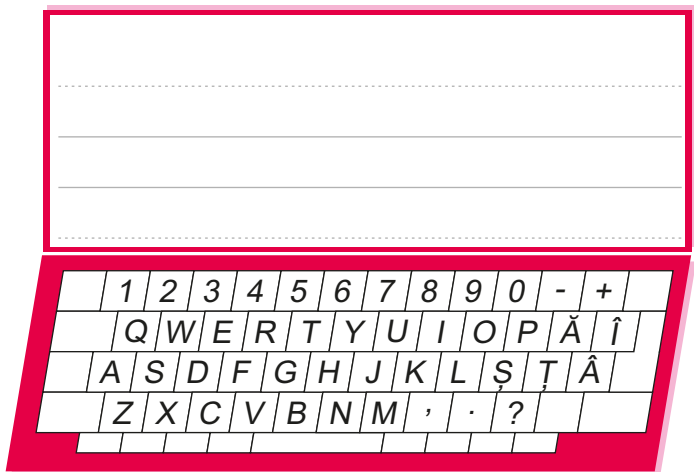 1 2 3 4 5 6 7 8 9 0 - +
Q W E R T Y U I O P Ă Î
A S D F G H J K L Ș Ț Â
Z X C V B N M , . ?